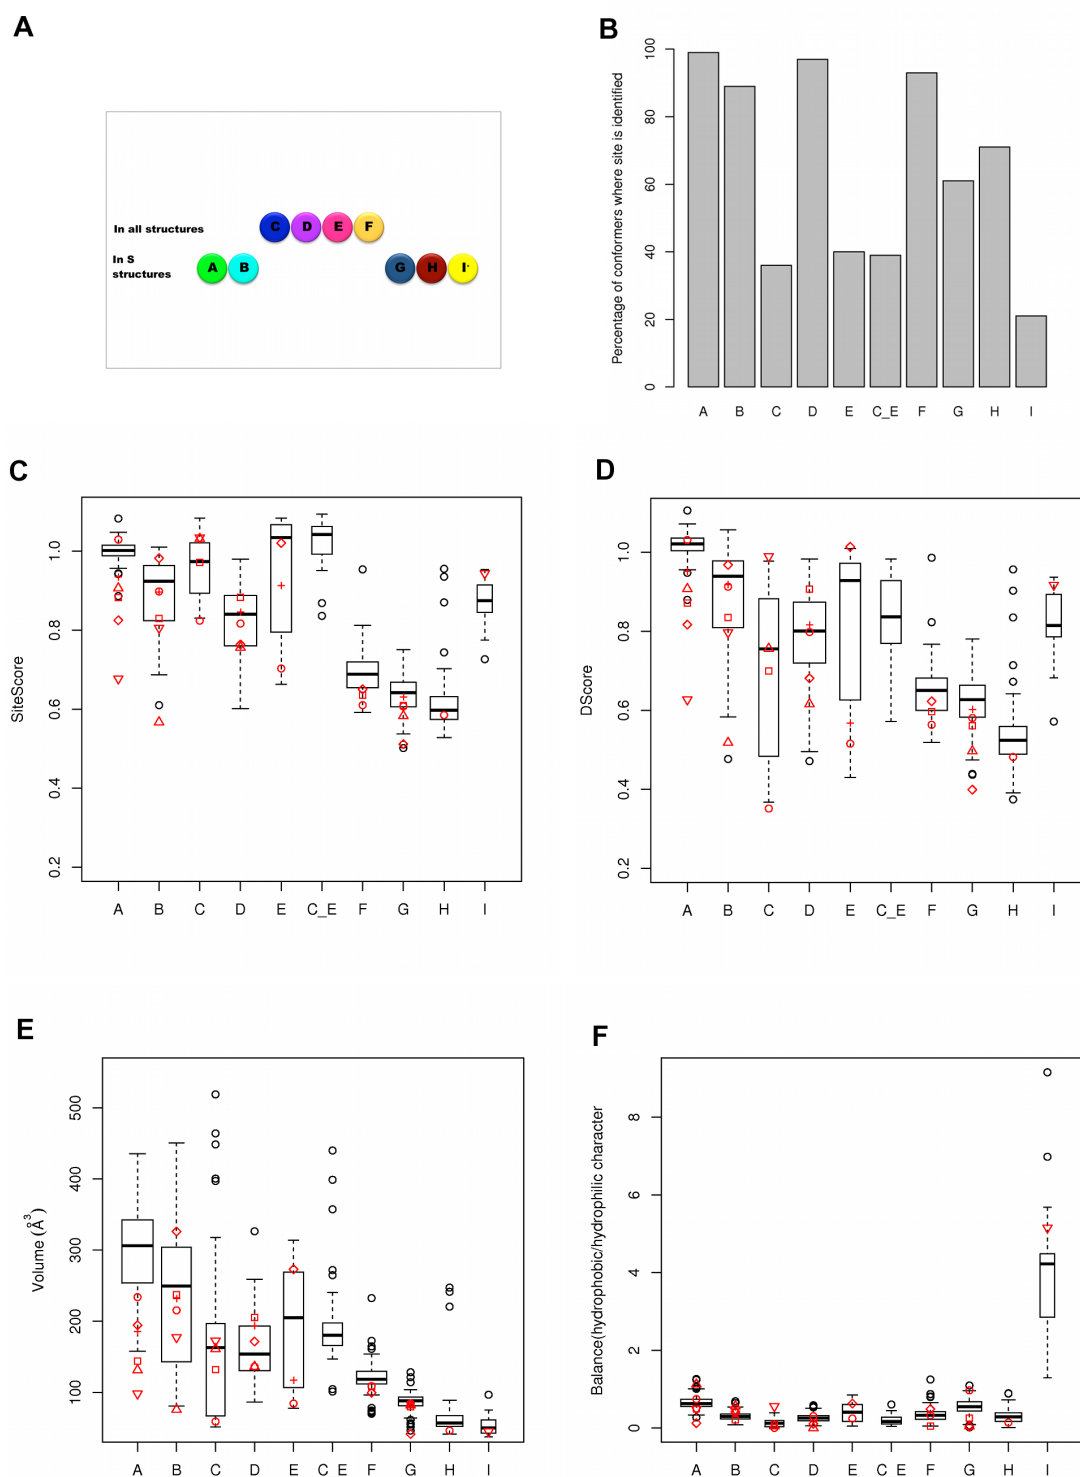 A
In all structures
C D E F
In S
structures
A B G H I-
B
Percentage of conformers where site is identified
100
80
60
40
20
0
A B C D E C_E F G H I
C
SiteScore
1.0
0.8
0.6
0.4
0.2
A B C D E C_E F G H I
D
DScore
1.0
0.8
0.6
0.4
0.2
A B C D E C_E F G H I
E
Volume (Å3)
500
400
300
200
100
A B C D E C E F G H I
F
Balance(hydrophobic/hydrophilic character
8
6
4
2
0
A B C D E C E F G H I